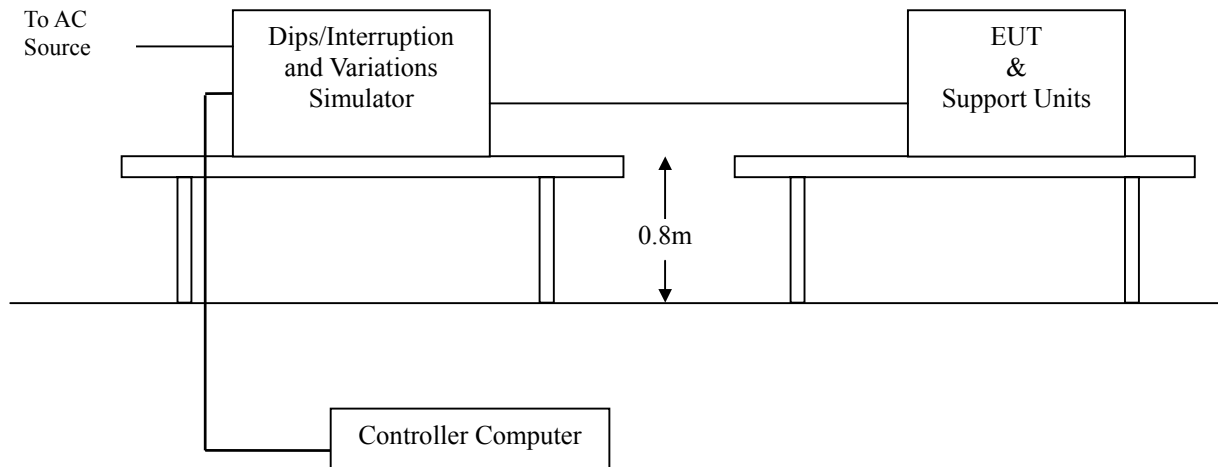 To AC
Source
Dips/Interruption
and Variations
Simulator
EUT
&
Support Units
0.8m
Controller Computer